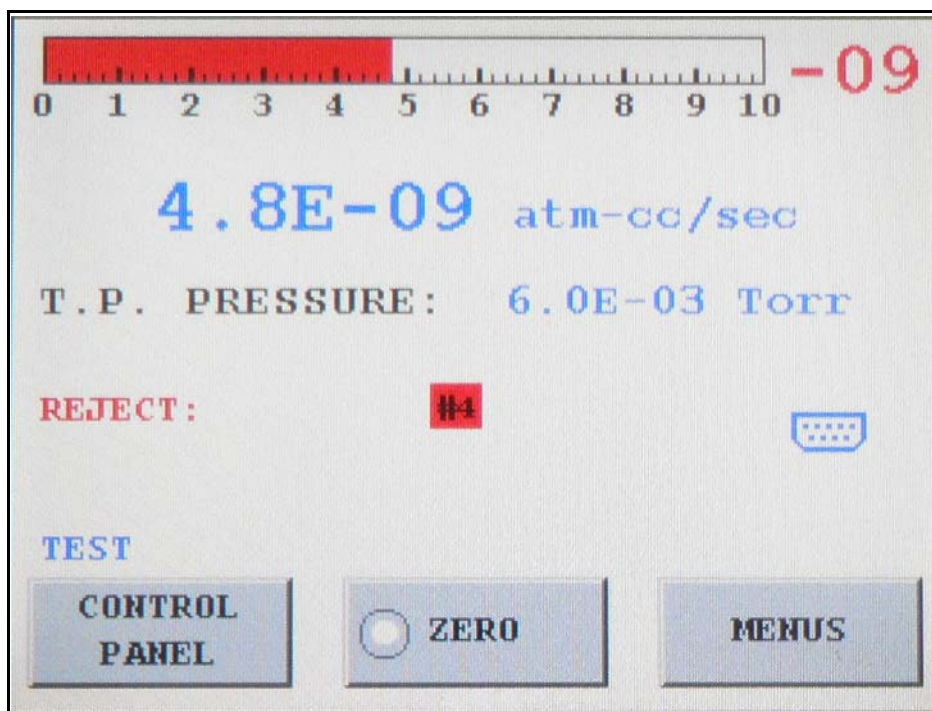 -09
0 1 2 3 4 5 6 7 8 9 10
4.8E-09 atm-cc/sec
T.P. PRESSURE: 6.0E-03 Torr
REJECT: #4
TEST
CONTROL
PANEL
ZERO
MENUS